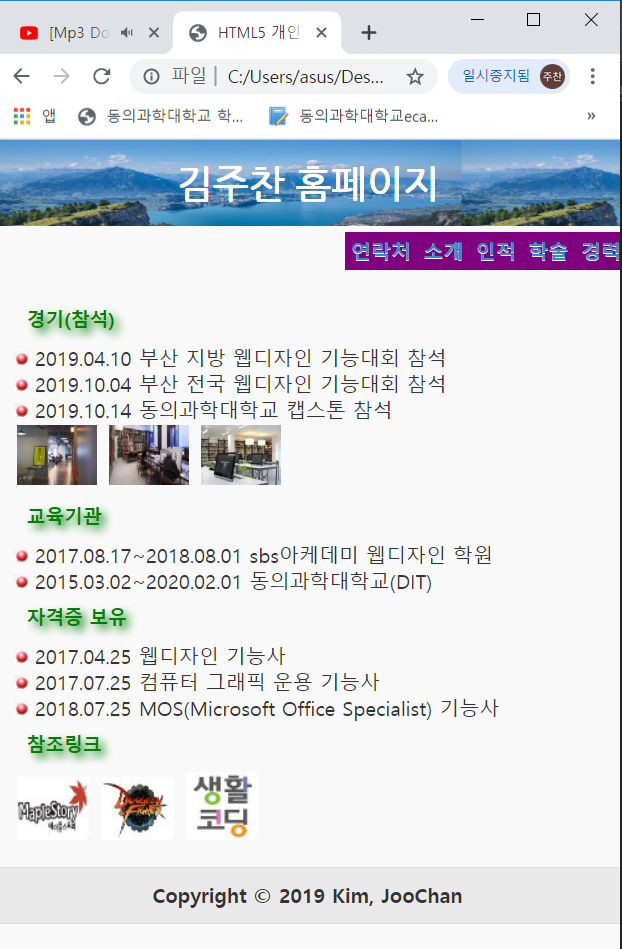 [Mp3 Do
HTML5 개인
파일 | C:/Users/asus/Des...
일시중지됨 주찬
앱 동의과학대학교 학... 동의과학대학교eca... »
김주찬 홈페이지
연락처 소개 인적 학술 경력
경기(참석)
2019.04.10 부산 지방 웹디자인 기능대회 참석
2019.10.04 부산 전국 웹디자인 기능대회 참석
2019.10.14 동의과학대학교 캡스톤 참석
교육기관
2017.08.17~2018.08.01 sbs아케데미 웹디자인 학원
2015.03.02~2020.02.01 동의과학대학교(DIT)
자격증 보유
2017.04.25 웹디자인 기능사
2017.07.25 컴퓨터 그래픽 운용 기능사
2018.07.25 MOS(Microsoft Office Specialist) 기능사
참조링크
MapleStory
메이플스토리
Dungeon Fighter
생활
코딩
Copyright © 2019 Kim, JooChan